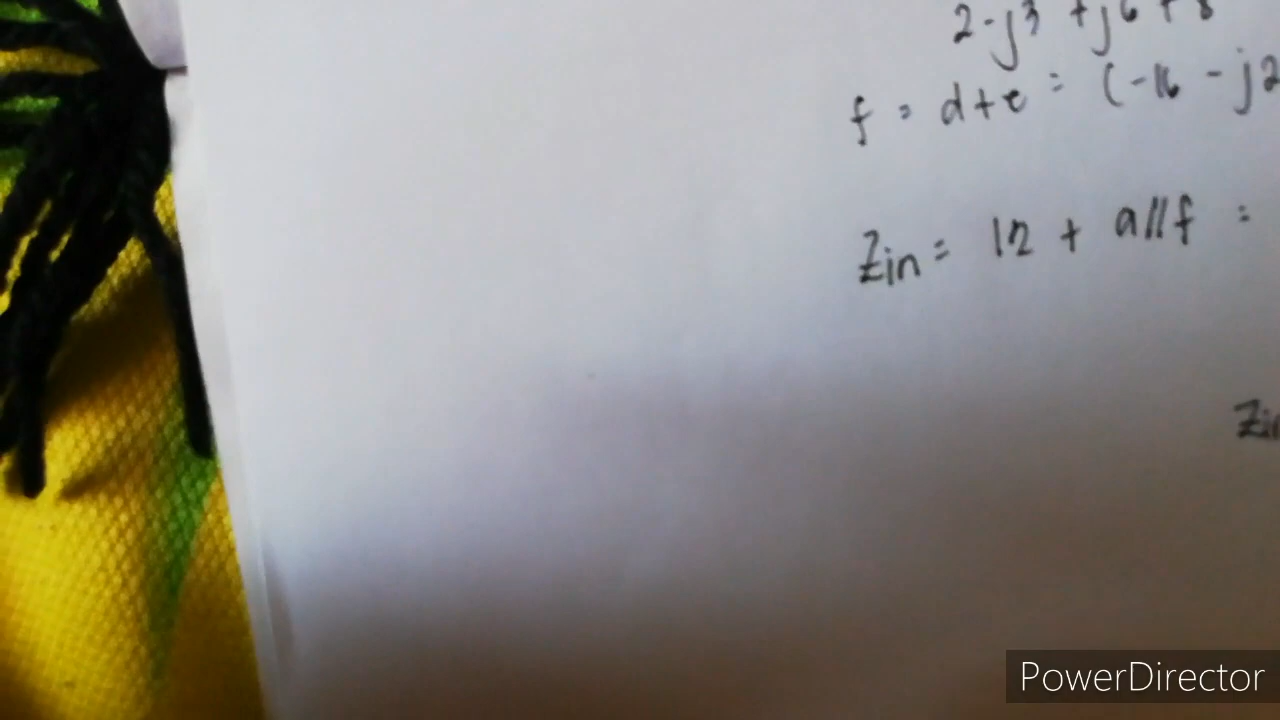 2-j3 + j6 + 8
f = d+e = (-16 - j2
Zin = 12 + a//f =
Zin
PowerDirector